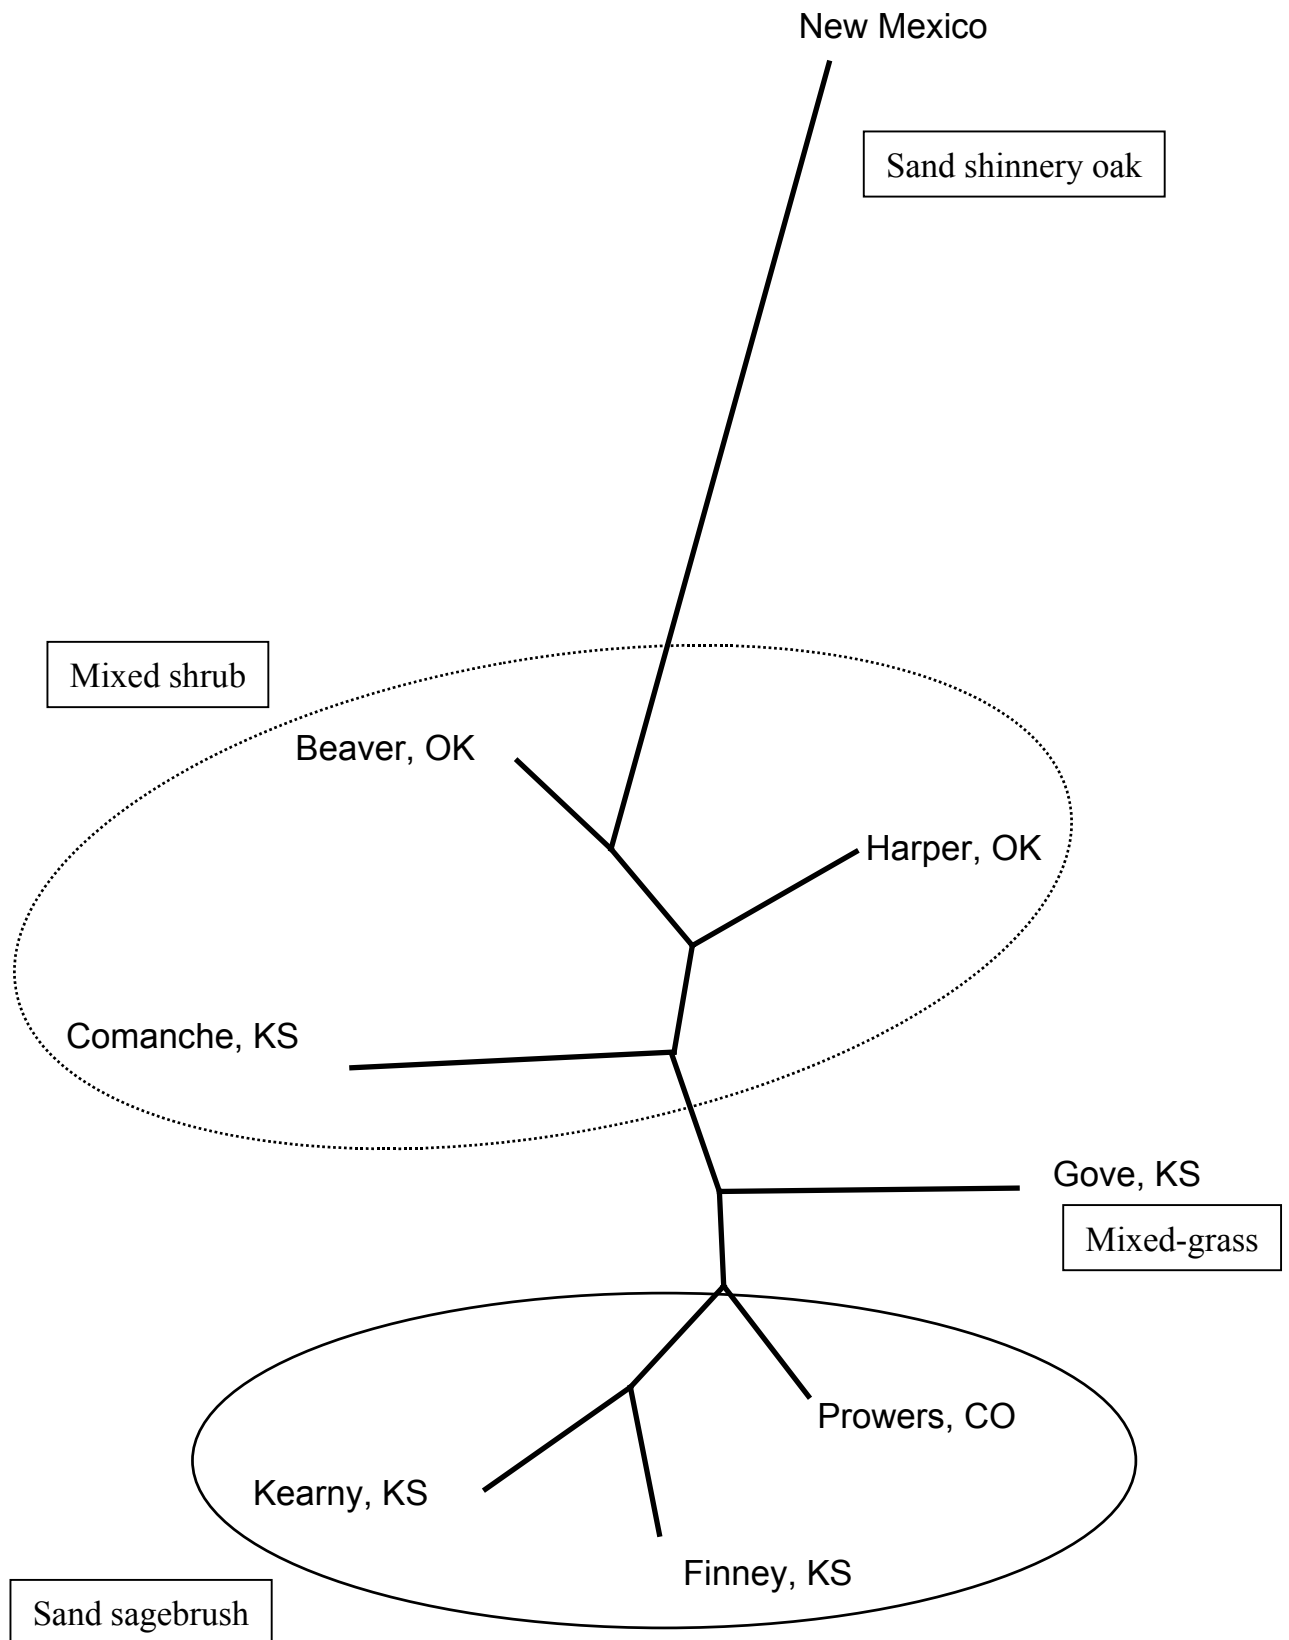 New Mexico
Sand shinnery oak
Mixed shrub
Beaver, OK
Harper, OK
Comanche, KS
Gove, KS
Mixed-grass
Prowers, CO
Kearny, KS
Finney, KS
Sand sagebrush